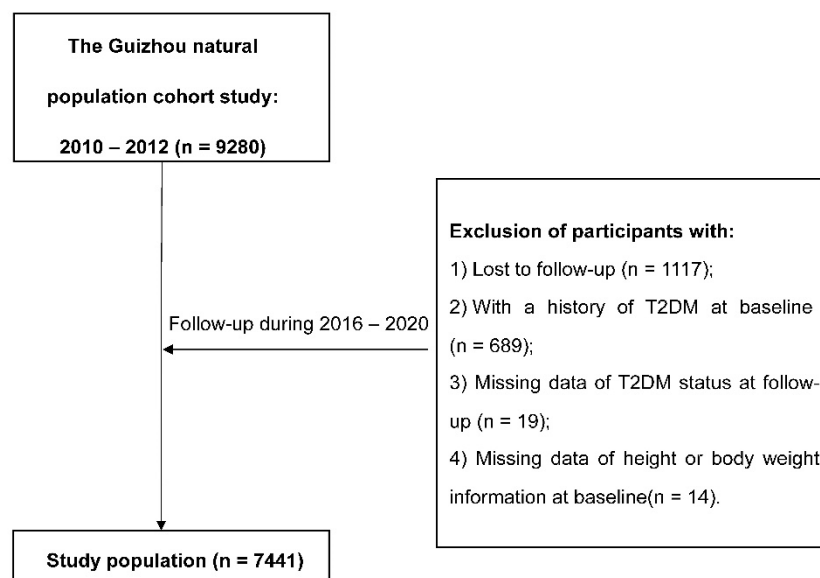 The Guizhou natural
population cohort study:
2010 – 2012 (n = 9280)
Exclusion of participants with:
1) Lost to follow-up (n = 1117);
2) With a history of T2DM at baseline
(n = 689);
3) Missing data of T2DM status at follow-
up (n = 19);
4) Missing data of height or body weight
information at baseline(n = 14).
Follow-up during 2016 – 2020
Study population (n = 7441)